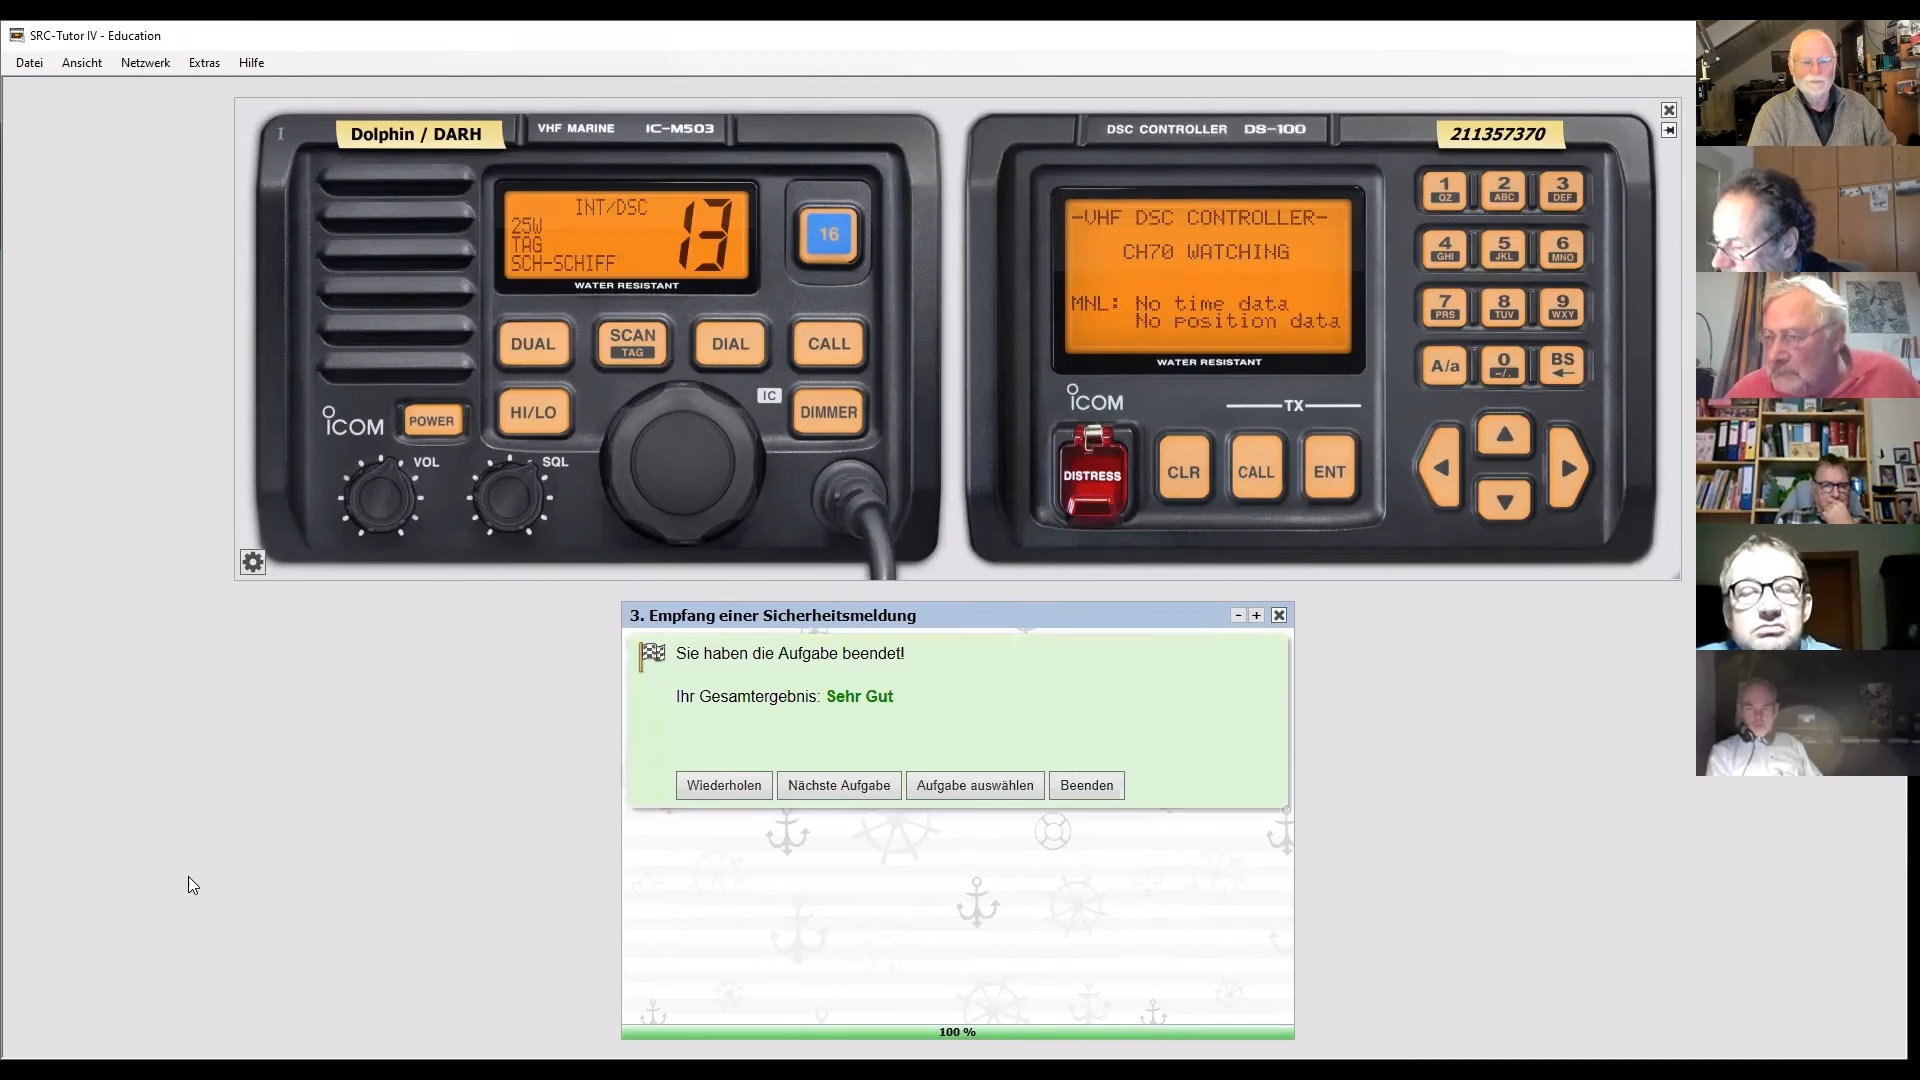 SRC-Tutor IV - Education
Datei Ansicht Netzwerk Extras Hilfe
Dolphin / DARH
VHF MARINE IC-M503
INT/DSC
25W
TAG
SCH-SCHIFF
13
WATER RESISTANT
16
DUAL
SCAN
TAG
DIAL
CALL
HI/LO
IC
DIMMER
ICOM
POWER
VOL
SQL
DSC CONTROLLER DS-100
211357370
-VHF DSC CONTROLLER-
CH70 WATCHING
MNL: No time data
No position data
WATER RESISTANT
ICOM
TX
DISTRESS
CLR
CALL
ENT
1
QZ
2
ABC
3
DEF
4
GHI
5
JKL
6
MNO
7
PRS
8
TUV
9
WXY
A/a
0
-/.
BS
3. Empfang einer Sicherheitsmeldung
Sie haben die Aufgabe beendet!
Ihr Gesamtergebnis: Sehr Gut
Wiederholen Nächste Aufgabe Aufgabe auswählen Beenden
100 %